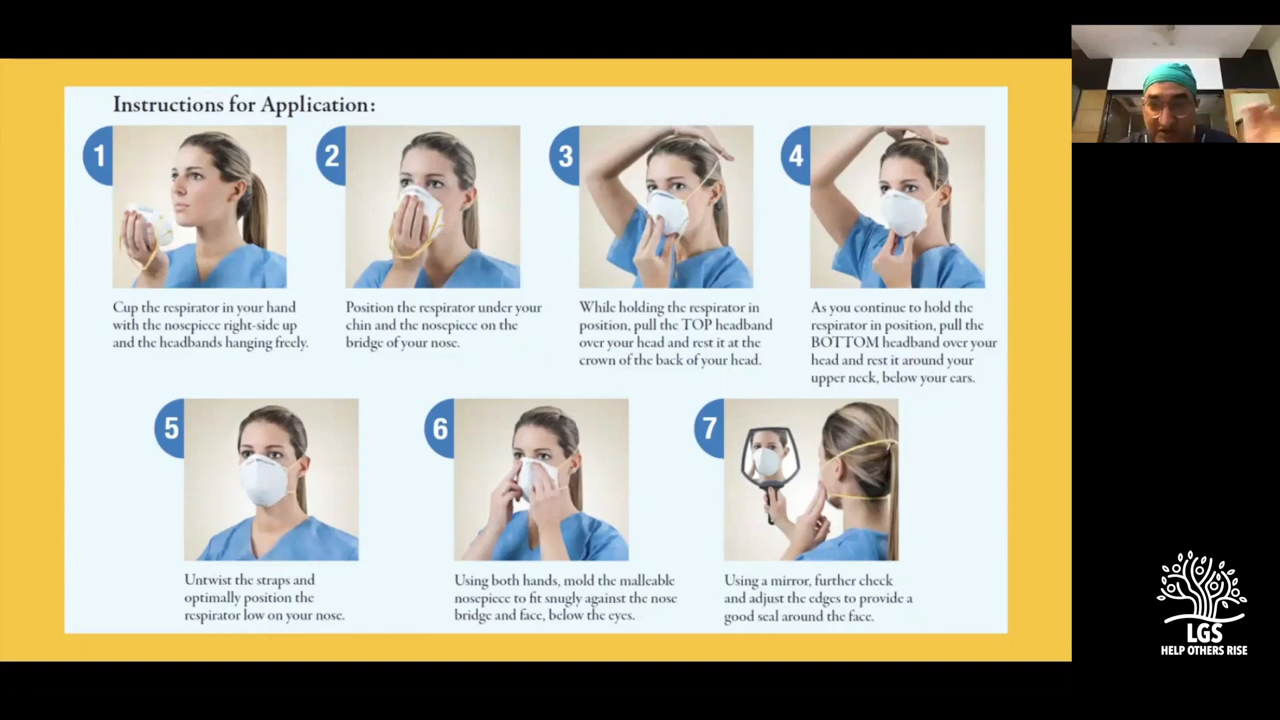 Instructions for Application:
1
Cup the respirator in your hand
with the nosepiece right-side up
and the headbands hanging freely.
2
Position the respirator under your
chin and the nosepiece on the
bridge of your nose.
3
While holding the respirator in
position, pull the TOP headband
over your head and rest it at the
crown of the back of your head.
4
As you continue to hold the
respirator in position, pull the
BOTTOM headband over your
head and rest it around your
upper neck, below your ears.
5
Untwist the straps and
optimally position the
respirator low on your nose.
6
Using both hands, mold the malleable
nosepiece to fit snugly against the nose
bridge and face, below the eyes.
7
Using a mirror, further check
and adjust the edges to provide a
good seal around the face.
LGS
HELP OTHERS RISE